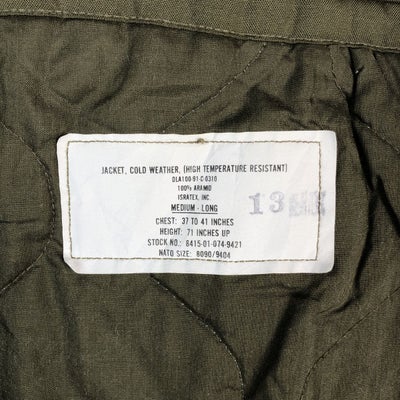 JACKET, COLD WEATHER, (HIGH TEMPERATURE RESISTANT)
DLA100-91-C-0310
100% ARAMID
ISRATEX, INC
MEDIUM - LONG
CHEST: 37 TO 41 INCHES
HEIGHT: 71 INCHES UP
STOCK NO.: 8415-01-074-9421
NATO SIZE: 8090/9404
13